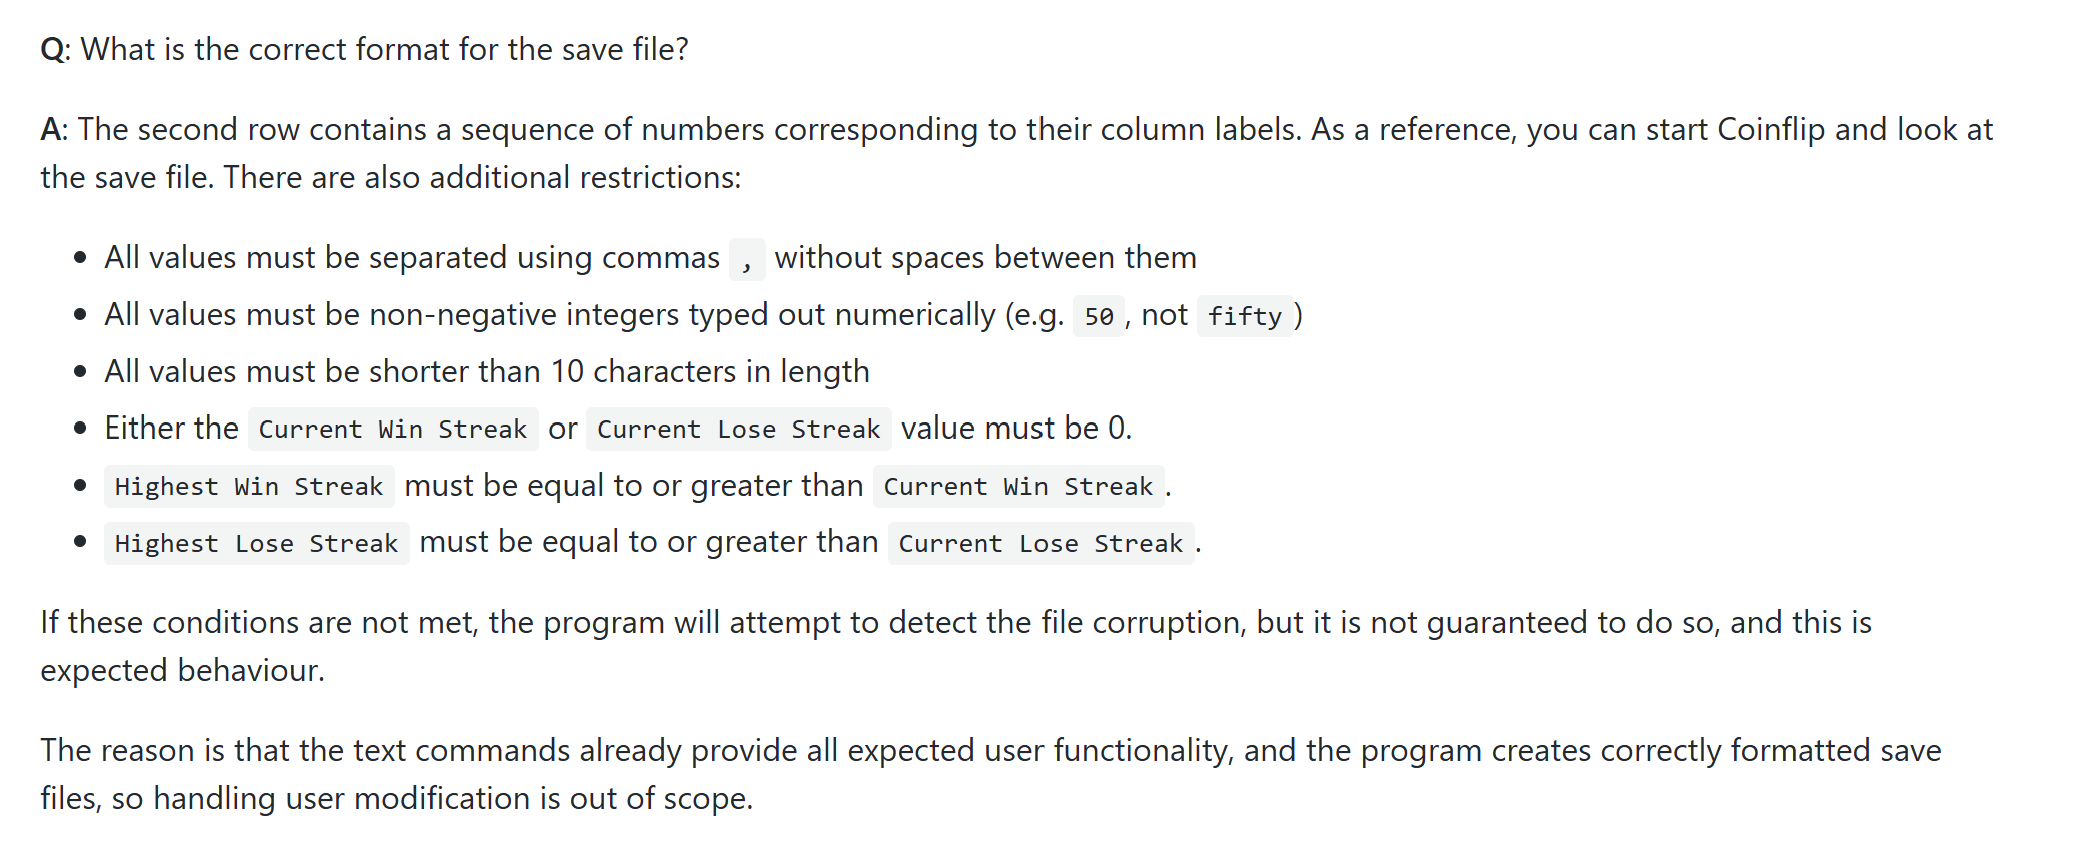 Q: What is the correct format for the save file?
A: The second row contains a sequence of numbers corresponding to their column labels. As a reference, you can start Coinflip and look at
the save file. There are also additional restrictions:
• All values must be separated using commas , without spaces between them
• All values must be non-negative integers typed out numerically (e.g. 50 , not fifty )
• All values must be shorter than 10 characters in length
• Either the Current Win Streak or Current Lose Streak value must be 0.
• Highest Win Streak must be equal to or greater than Current Win Streak .
• Highest Lose Streak must be equal to or greater than Current Lose Streak .
If these conditions are not met, the program will attempt to detect the file corruption, but it is not guaranteed to do so, and this is
expected behaviour.
The reason is that the text commands already provide all expected user functionality, and the program creates correctly formatted save
files, so handling user modification is out of scope.